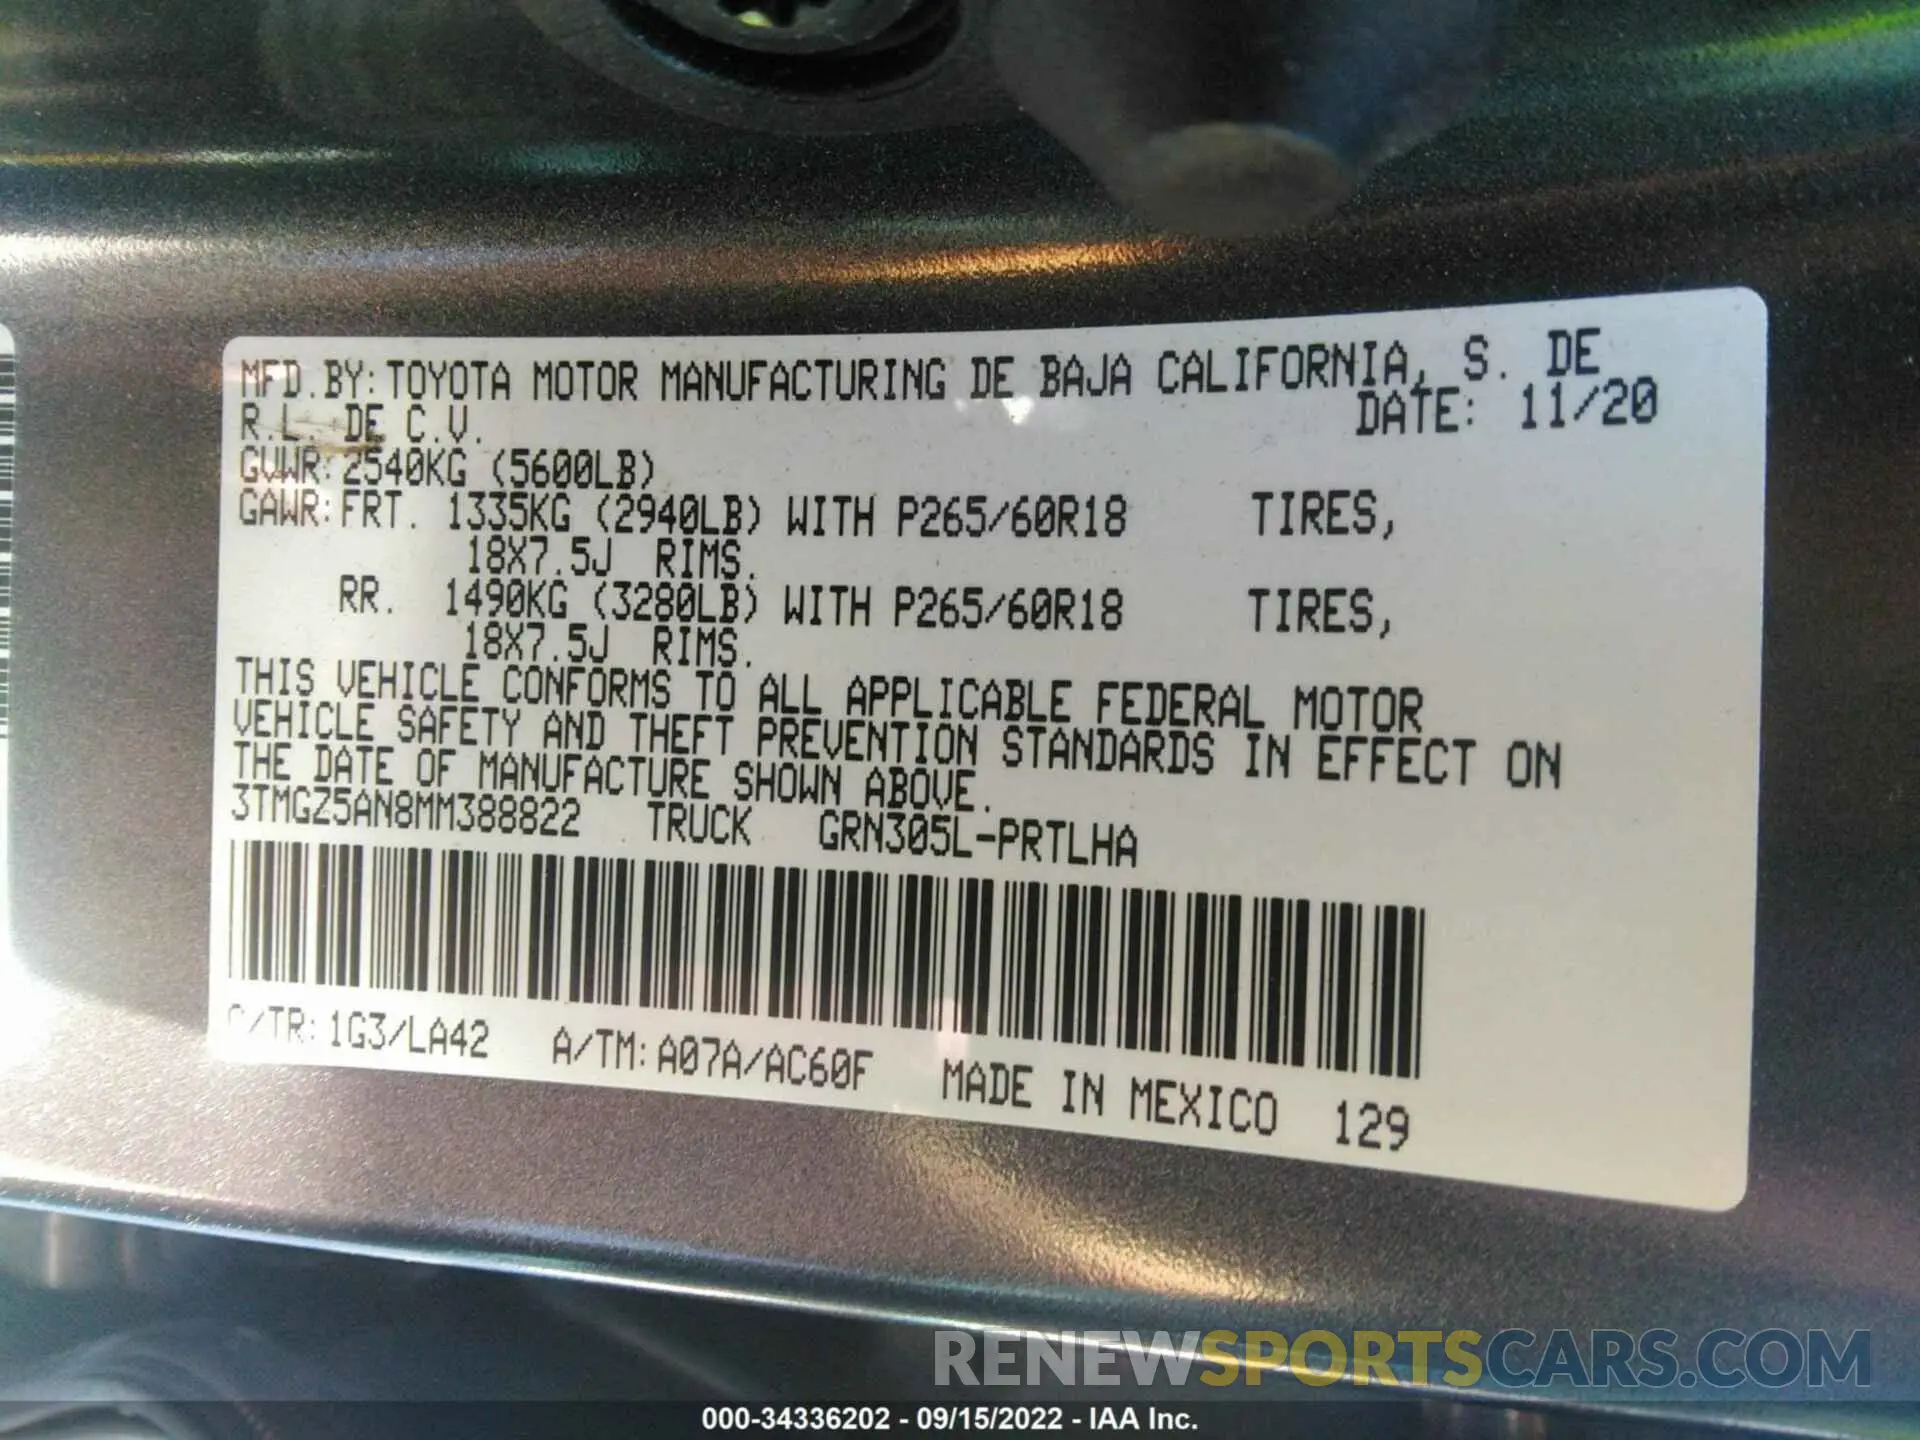 MFD.BY:TOYOTA MOTOR MANUFACTURING DE BAJA CALIFORNIA, S. DE
R.L. DE C.V. DATE: 11/20
GVWR:2540KG (5600LB)
GAWR:FRT. 1335KG (2940LB) WITH P265/60R18 TIRES,
18X7.5J RIMS.
RR. 1490KG (3280LB) WITH P265/60R18 TIRES,
18X7.5J RIMS.
THIS VEHICLE CONFORMS TO ALL APPLICABLE FEDERAL MOTOR
VEHICLE SAFETY AND THEFT PREVENTION STANDARDS IN EFFECT ON
THE DATE OF MANUFACTURE SHOWN ABOVE.
3TMGZ5AN8MM388822 TRUCK GRN305L-PRTLHA
C/TR:1G3/LA42 A/TM:A07A/AC60F MADE IN MEXICO 129
RENEWSPORTSCARS.COM
000-34336202 - 09/15/2022 - IAA Inc.